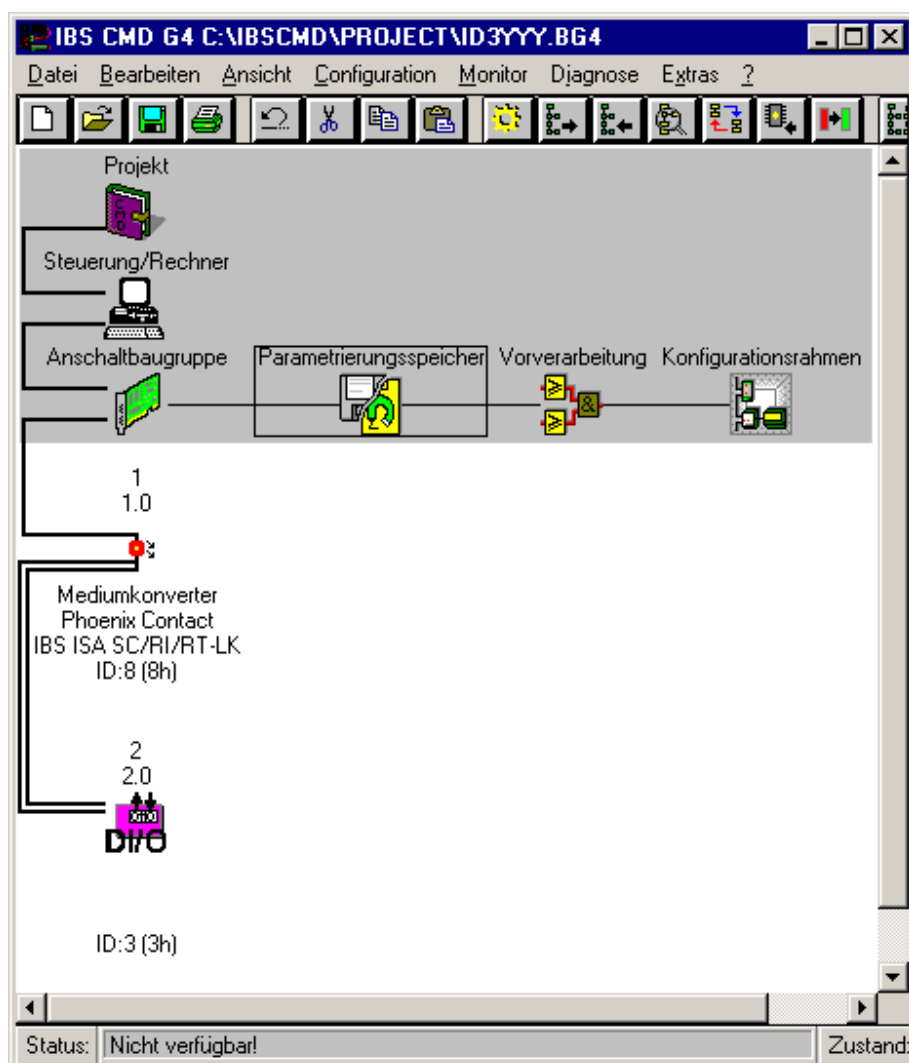 IBS CMD G4 C:\IBSCMD\PROJECT\ID3YYY.BG4
Datei Bearbeiten Ansicht Configuration Monitor Djagnose Extras ?
Projekt
CMD
Steuerung/Rechner
Anschaltbaugruppe Parametrierungsspeicher Vorverarbeitung Konfigurationsrahmen
≥
≥ &
1
1.0
Mediumkonverter
Phoenix Contact
IBS ISA SC/RI/RT-LK
ID:8 (8h)
2
2.0
DI/O
ID:3 (3h)
Status: Nicht verfügbar! Zustand: